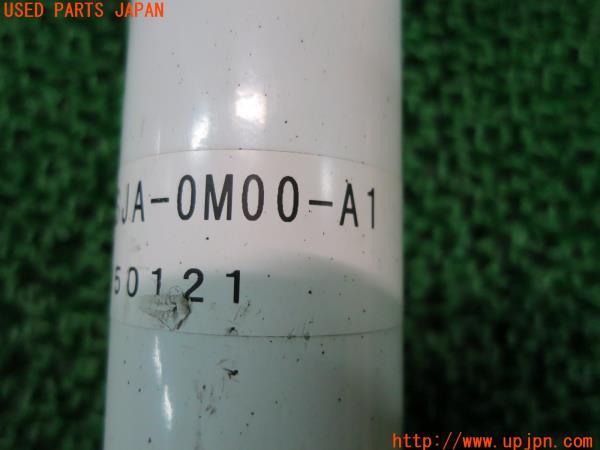 USED PARTS JAPAN
JA-0M00-A1
50121
http://www.upjpn.com/